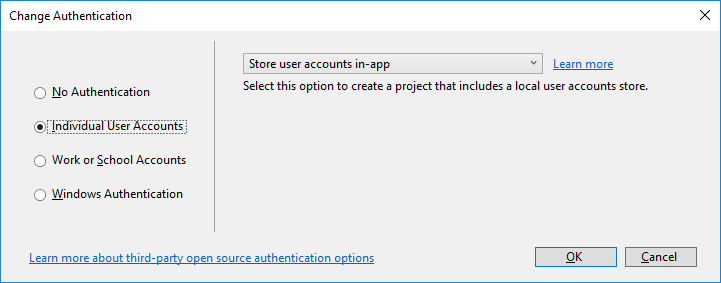 Change Authentication
Store user accounts in-app
Learn more
Select this option to create a project that includes a local user accounts store.
No Authentication
Individual User Accounts
Work or School Accounts
Windows Authentication
Learn more about third-party open source authentication options
OK
Cancel